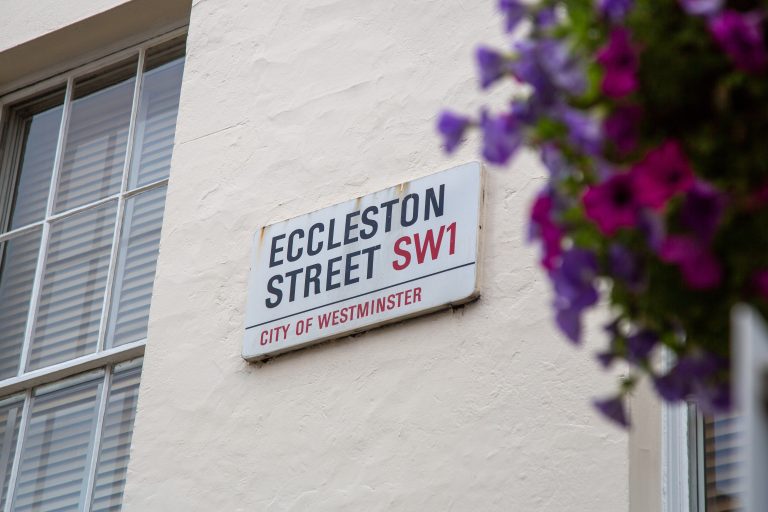 ECCLESTON
STREET SW1
CITY OF WESTMINSTER